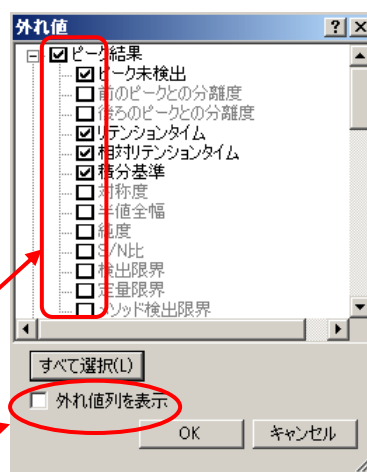 外れ値
ピーク結果
ピーク未検出
前のピークとの分離度
後ろのピークとの分離度
リテンションタイム
相対リテンションタイム
積分基準
対称度
半値全幅
純度
S/N比
検出限界
定量限界
メソッド検出限界
すべて選択(L)
外れ値列を表示
OK キャンセル